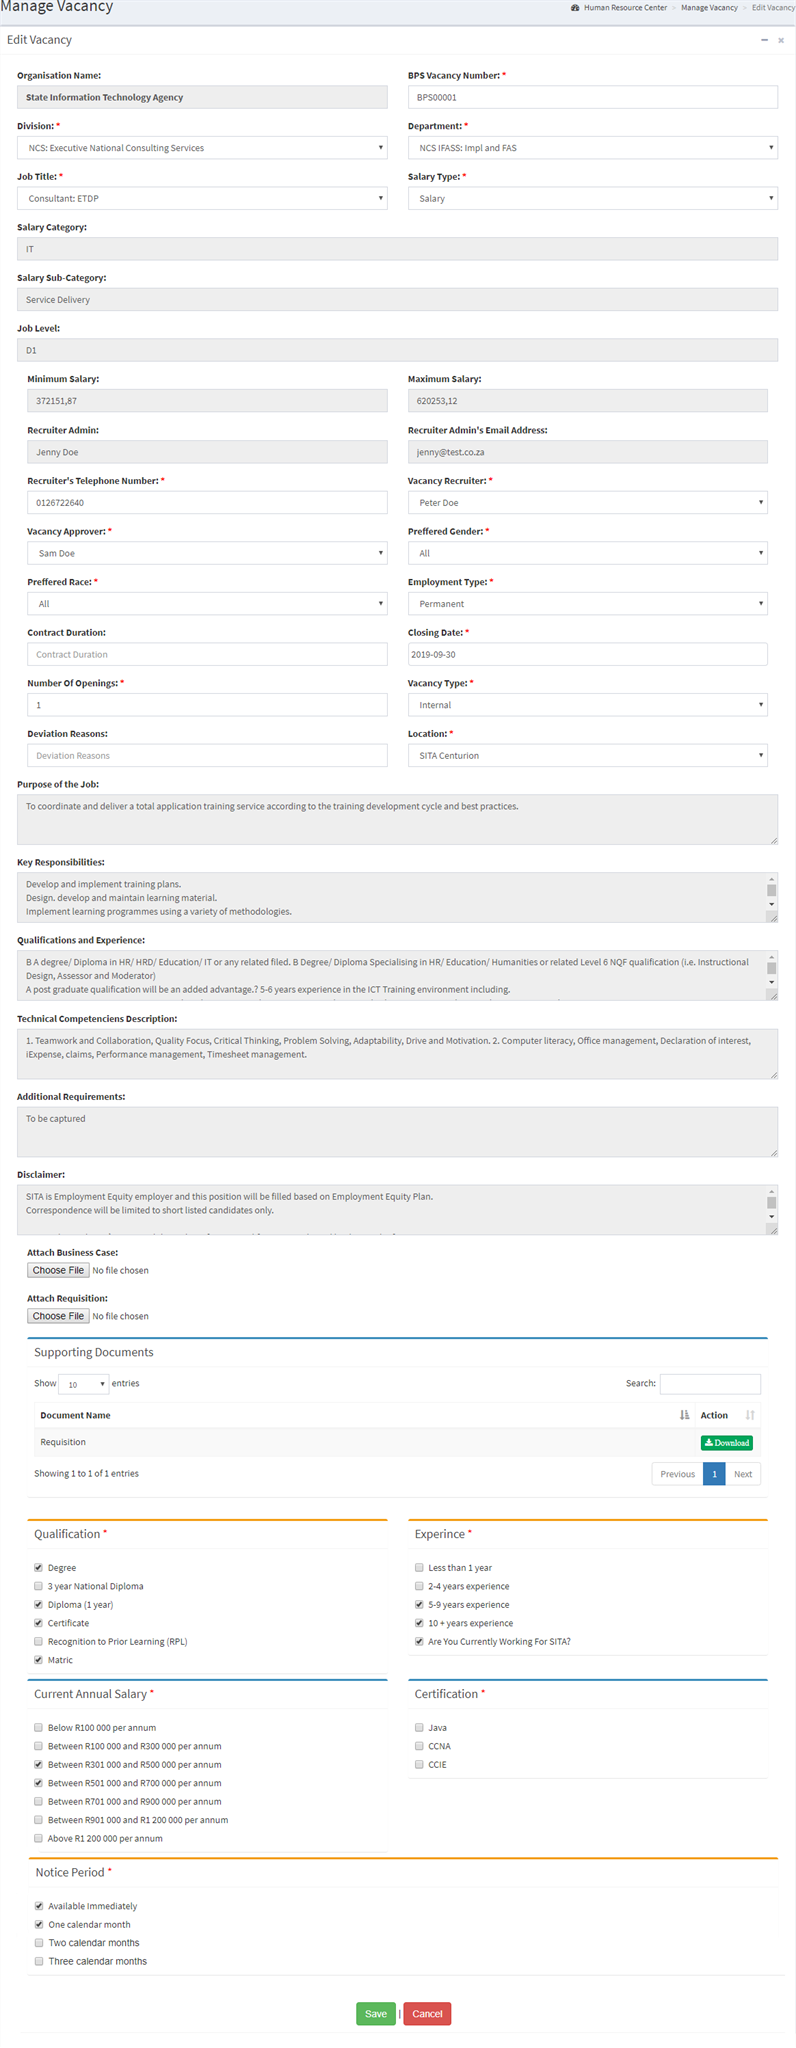 Manage Vacancy
Human Resource Center > Manage Vacancy > Edit Vacancy
Edit Vacancy
Organisation Name:
State Information Technology Agency
BPS Vacancy Number: *
BPS00001
Division: *
NCS: Executive National Consulting Services
Department: *
NCS IFASS: Impl and FAS
Job Title: *
Consultant: ETDP
Salary Type: *
Salary
Salary Category:
IT
Salary Sub-Category:
Service Delivery
Job Level:
D1
Minimum Salary:
372151,87
Maximum Salary:
620253,12
Recruiter Admin:
Jenny Doe
Recruiter Admin's Email Address:
jenny@test.co.za
Recruiter's Telephone Number: *
0126722640
Vacancy Recruiter: *
Peter Doe
Vacancy Approver: *
Sam Doe
Preffered Gender: *
All
Preffered Race: *
All
Employment Type: *
Permanent
Contract Duration:
Contract Duration
Closing Date: *
2019-09-30
Number Of Openings: *
1
Vacancy Type: *
Internal
Deviation Reasons:
Deviation Reasons
Location: *
SITA Centurion
Purpose of the Job:
To coordinate and deliver a total application training service according to the training development cycle and best practices.
Key Responsibilities:
Develop and implement training plans.
Design. develop and maintain learning material.
Implement learning programmes using a variety of methodologies.
Qualifications and Experience:
B A degree/ Diploma in HR/ HRD/ Education/ IT or any related filed. B Degree/ Diploma Specialising in HR/ Education/ Humanities or related Level 6 NQF qualification (i.e. Instructional
Design, Assessor and Moderator)
A post graduate qualification will be an added advantage.? 5-6 years experience in the ICT Training environment including.
Technical Competenciens Description:
1. Teamwork and Collaboration, Quality Focus, Critical Thinking, Problem Solving, Adaptability, Drive and Motivation. 2. Computer literacy, Office management, Declaration of interest,
iExpense, claims, Performance management, Timesheet management.
Additional Requirements:
To be captured
Disclaimer:
SITA is Employment Equity employer and this position will be filled based on Employment Equity Plan.
Correspondence will be limited to short listed candidates only.
Attach Business Case:
Choose File No file chosen
Attach Requisition:
Choose File No file chosen
Supporting Documents
Show 10 entries
Search:
Document Name Action
Requisition Download
Showing 1 to 1 of 1 entries
Previous 1 Next
Qualification *
Degree
3 year National Diploma
Diploma (1 year)
Certificate
Recognition to Prior Learning (RPL)
Matric
Experince *
Less than 1 year
2-4 years experience
5-9 years experience
10 + years experience
Are You Currently Working For SITA?
Current Annual Salary *
Below R100 000 per annum
Between R100 000 and R300 000 per annum
Between R301 000 and R500 000 per annum
Between R501 000 and R700 000 per annum
Between R701 000 and R900 000 per annum
Between R901 000 and R1 200 000 per annum
Above R1 200 000 per annum
Certification *
Java
CCNA
CCIE
Notice Period *
Available Immediately
One calendar month
Two calendar months
Three calendar months
Save | Cancel